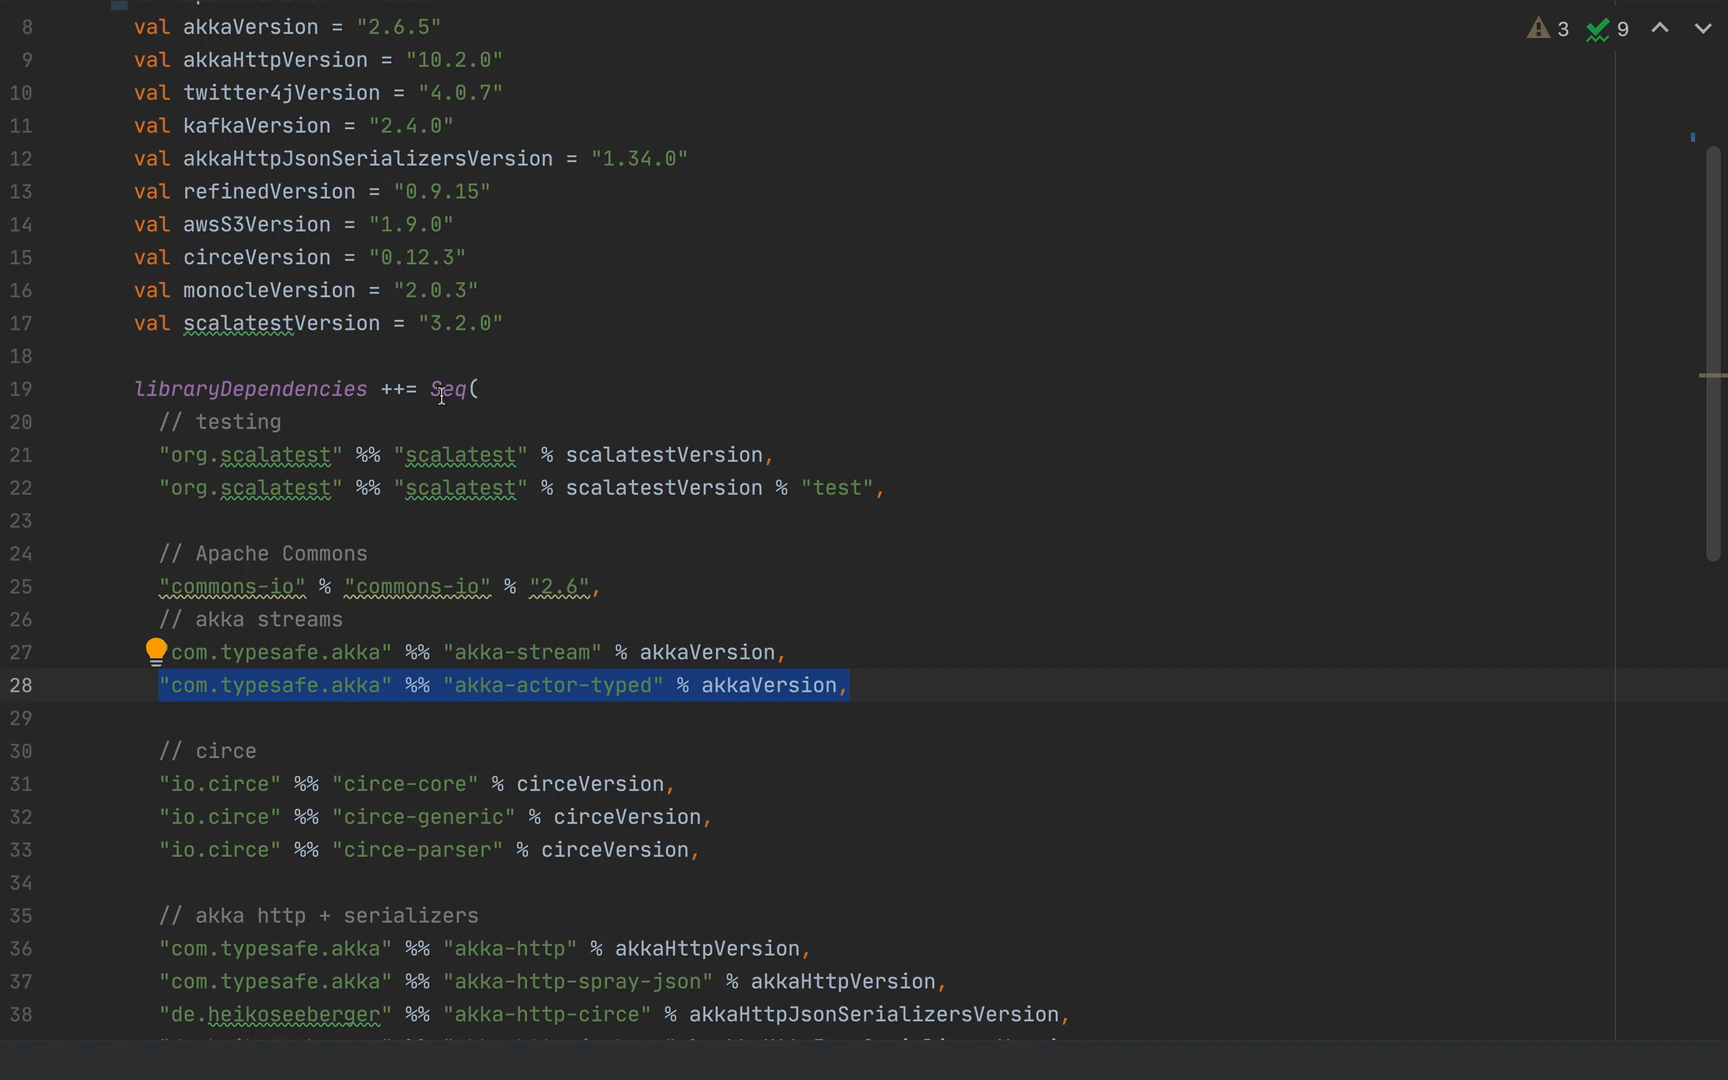 8 val akkaVersion = "2.6.5"
3 9
9 val akkaHttpVersion = "10.2.0"
10 val twitter4jVersion = "4.0.7"
11 val kafkaVersion = "2.4.0"
12 val akkaHttpJsonSerializersVersion = "1.34.0"
13 val refinedVersion = "0.9.15"
14 val awsS3Version = "1.9.0"
15 val circeVersion = "0.12.3"
16 val monocleVersion = "2.0.3"
17 val scalatestVersion = "3.2.0"
18
19 libraryDependencies ++= Seq(
20 // testing
21 "org.scalatest" %% "scalatest" % scalatestVersion,
22 "org.scalatest" %% "scalatest" % scalatestVersion % "test",
23
24 // Apache Commons
25 "commons-io" % "commons-io" % "2.6",
26 // akka streams
27 com.typesafe.akka" %% "akka-stream" % akkaVersion,
28 "com.typesafe.akka" %% "akka-actor-typed" % akkaVersion,
29
30 // circe
31 "io.circe" %% "circe-core" % circeVersion,
32 "io.circe" %% "circe-generic" % circeVersion,
33 "io.circe" %% "circe-parser" % circeVersion,
34
35 // akka http + serializers
36 "com.typesafe.akka" %% "akka-http" % akkaHttpVersion,
37 "com.typesafe.akka" %% "akka-http-spray-json" % akkaHttpVersion,
38 "de.heikoseeberger" %% "akka-http-circe" % akkaHttpJsonSerializersVersion,